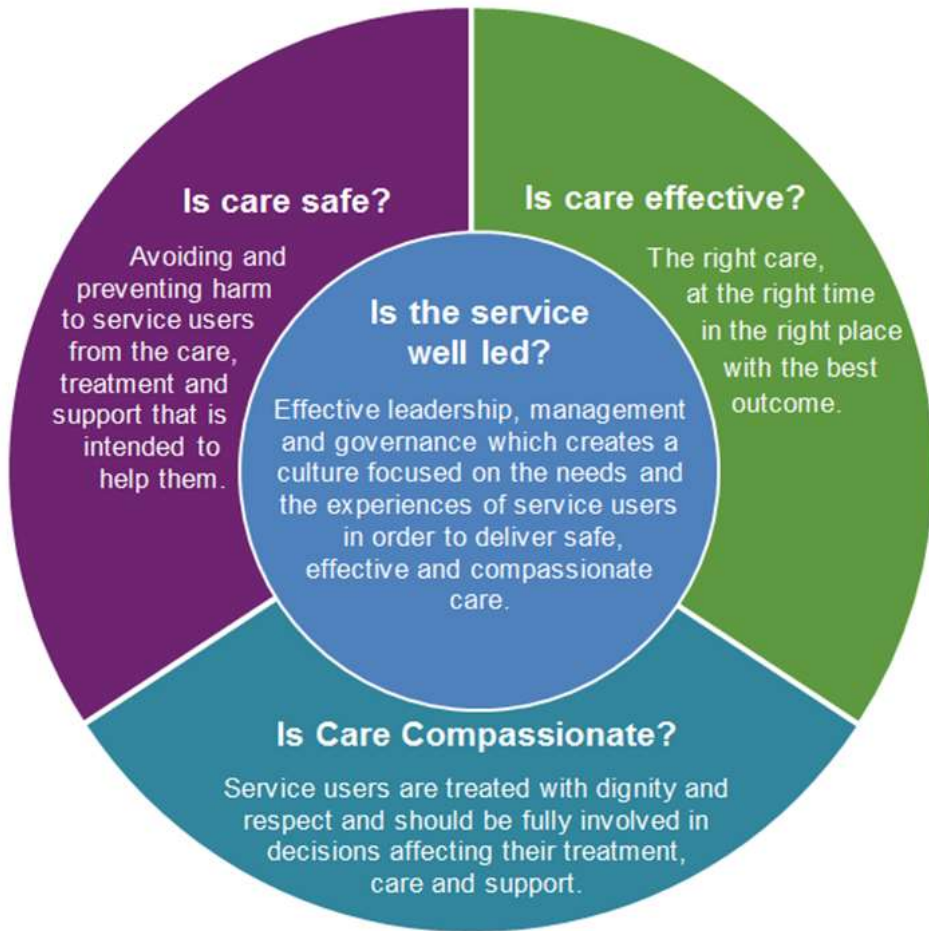 Is care safe?
Avoiding and
preventing harm
to service users
from the care,
treatment and
support that is
intended to
help them.
Is care effective?
The right care,
at the right time
in the right place
with the best
outcome.
Is the service
well led?
Effective leadership, management
and governance which creates a
culture focused on the needs and
the experiences of service users
in order to deliver safe,
effective and compassionate
care.
Is Care Compassionate?
Service users are treated with dignity and
respect and should be fully involved in
decisions affecting their treatment,
care and support.